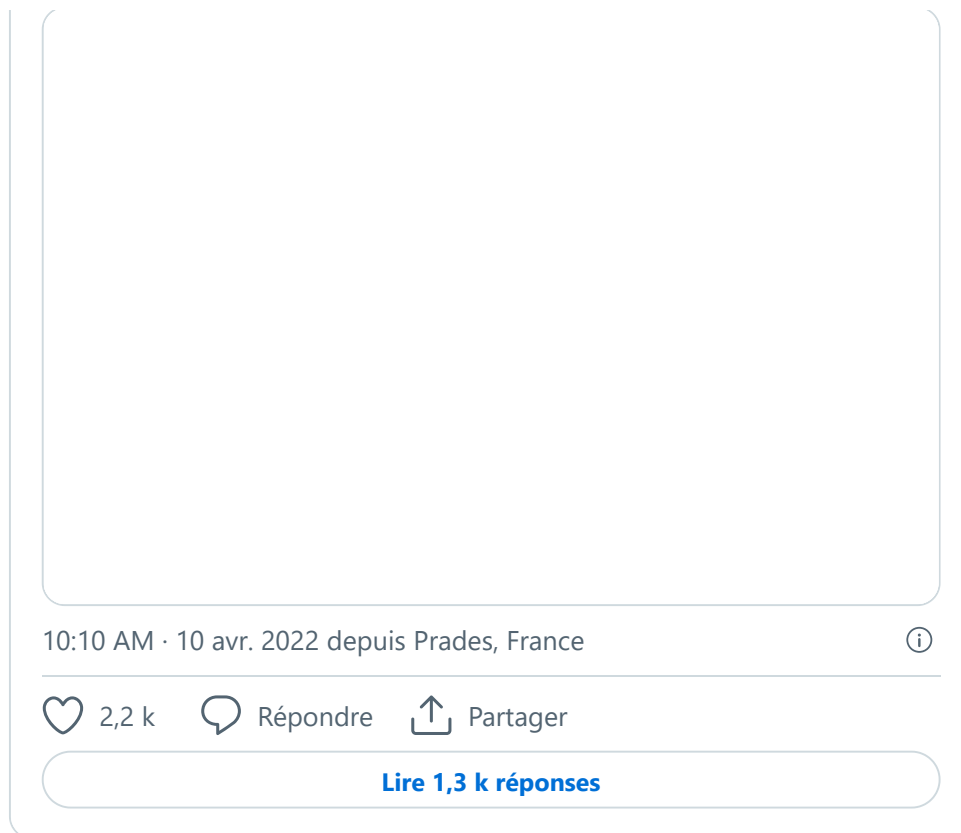 10:10 AM · 10 avr. 2022 depuis Prades, France
2,2 k Répondre Partager
Lire 1,3 k réponses